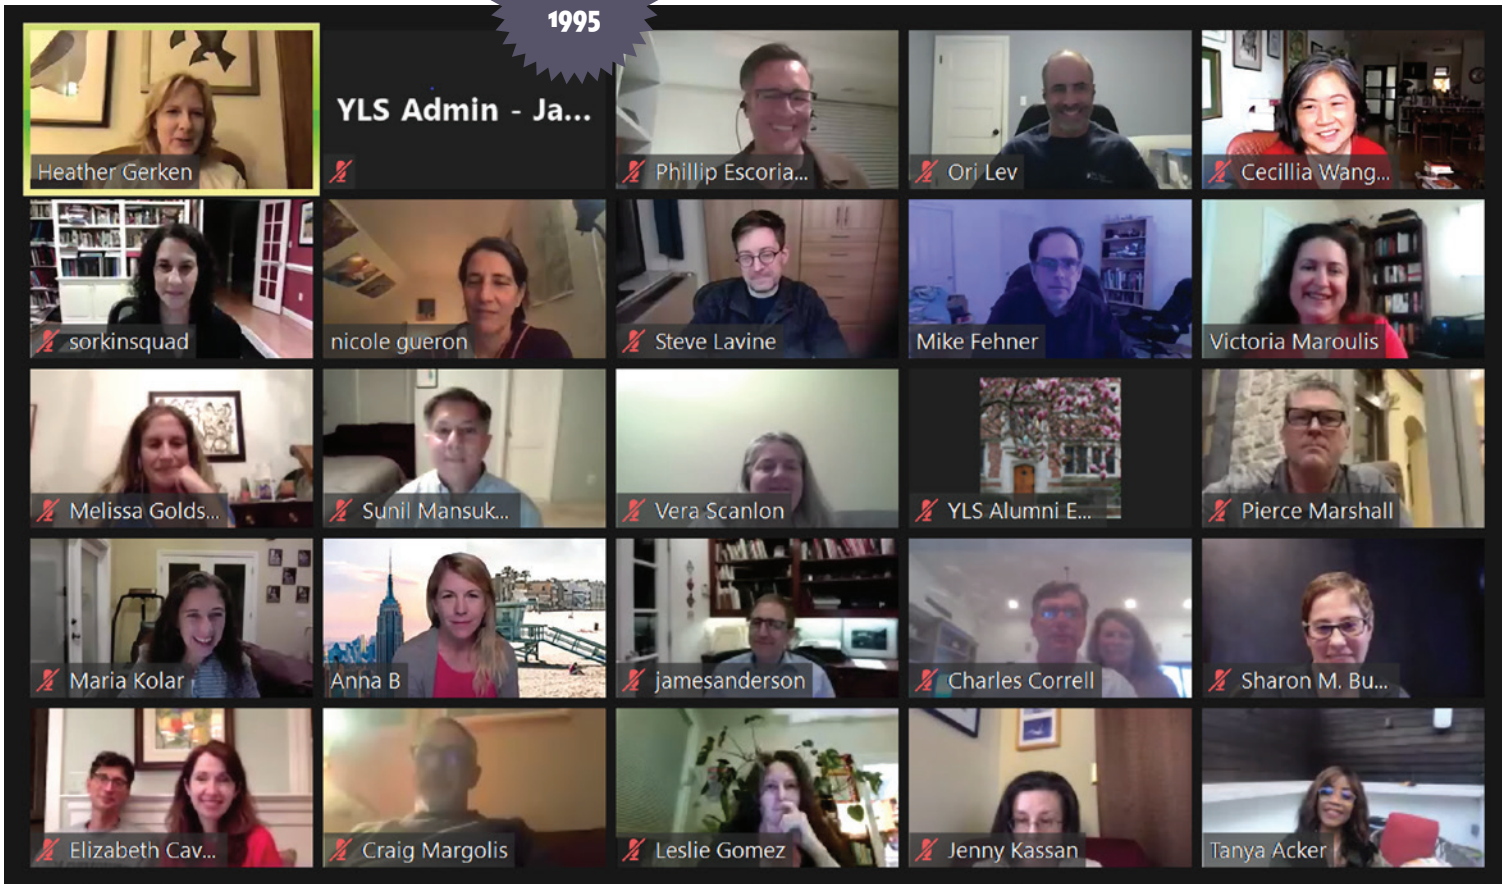 1995
Heather Gerken
YLS Admin - Ja...
Phillip Escoria...
Ori Lev
Cecillia Wang...
sorkinsquad
nicole gueron
Steve Lavine
Mike Fehner
Victoria Maroulis
Melissa Golds...
Sunil Mansuk...
Vera Scanlon
YLS Alumni E...
Pierce Marshall
Maria Kolar
Anna B
jamesanderson
Charles Correll
Sharon M. Bu...
Elizabeth Cav...
Craig Margolis
Leslie Gomez
Jenny Kassan
Tanya Acker